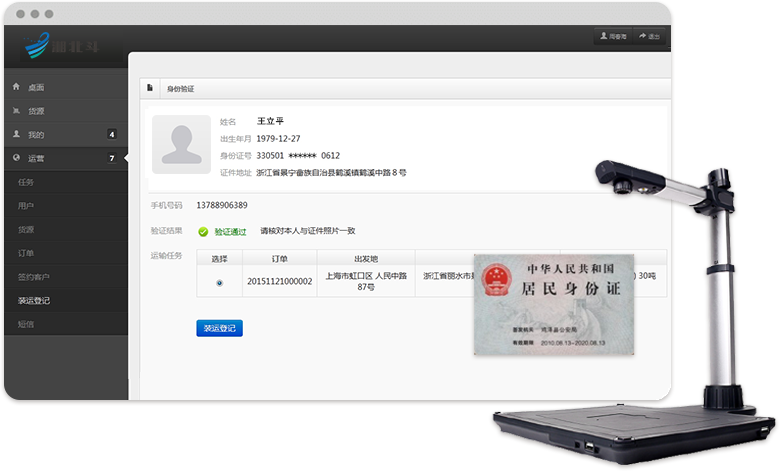 退出
桌面
货源
我的
4
运营
7
任务
用户
货源
订单
签约客户
装运登记
短信
身份验证
姓名 王立平
出生年月 1979-12-27
身份证号 330501 ****** 0612
证件地址 浙江省景宁畲族自治县鹤溪镇鹤溪中路 8 号
手机号码 13788906389
验证结果 验证通过 请核对本人与证件照片一致
运输任务
选择 订单 出发地
20151121000002
上海市虹口区 人民中路
87号
浙江省丽水市
) 30吨
装运登记
中华人民共和国
居民身份证
签发机关 县公安局
有效期限 2010.08.13-2020.08.13